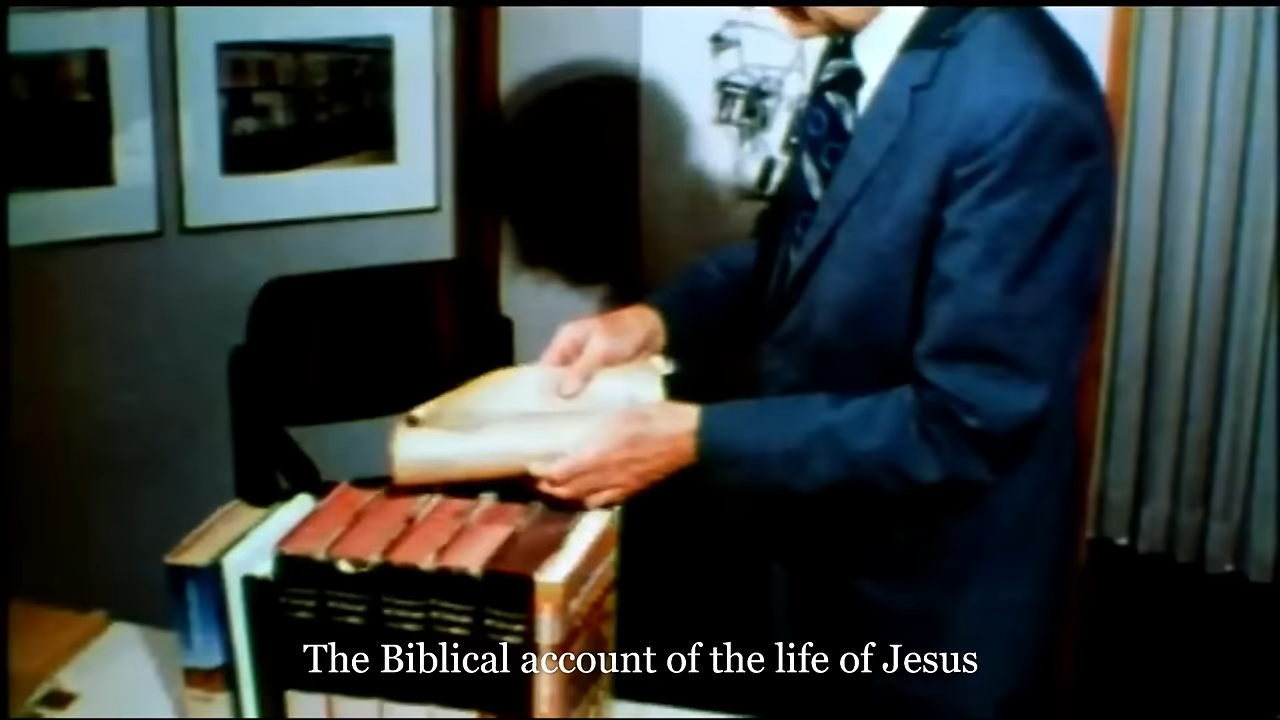 The Biblical account of the life of Jesus